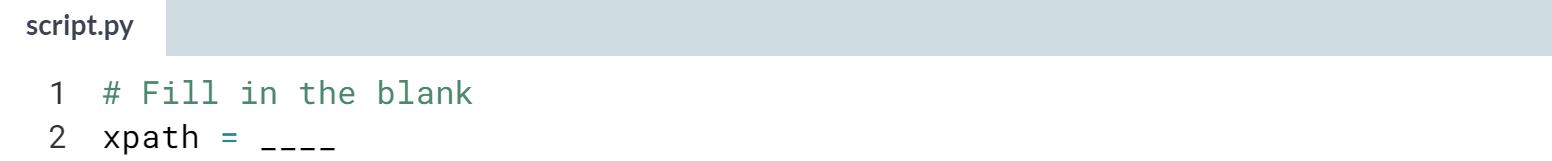 script.py
1 # Fill in the blank
2 xpath = ____